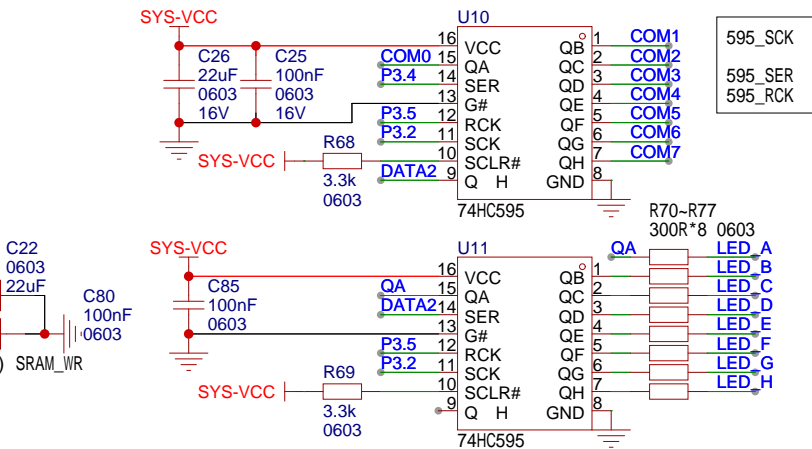 SYS-VCC
U10
C26
22uF
0603
16V
C25
100nF
0603
16V
COM0
P3.4
P3.5
P3.2
R68
SYS-VCC
3.3k
0603
DATA2
16 VCC QB 1 COM1
15 QA QC 2 COM2
14 SER QD 3 COM3
13 G# QE 4 COM4
12 RCK QF 5 COM5
11 SCK QG 6 COM6
10 SCLR# QH 7 COM7
9 Q H GND 8
74HC595
595_SCK
595_SER
595_RCK
R70~R77
300R*8 0603
C22
0603
22uF
C80
100nF
0603
) SRAM_WR
SYS-VCC
U11
C85
100nF
0603
QA
DATA2
P3.5
P3.2
R69
SYS-VCC
3.3k
0603
QA LED_A
16 VCC QB 1 LED_B
15 QA QC 2 LED_C
14 SER QD 3 LED_D
13 G# QE 4 LED_E
12 RCK QF 5 LED_F
11 SCK QG 6 LED_G
10 SCLR# QH 7 LED_H
9 Q H GND 8
74HC595